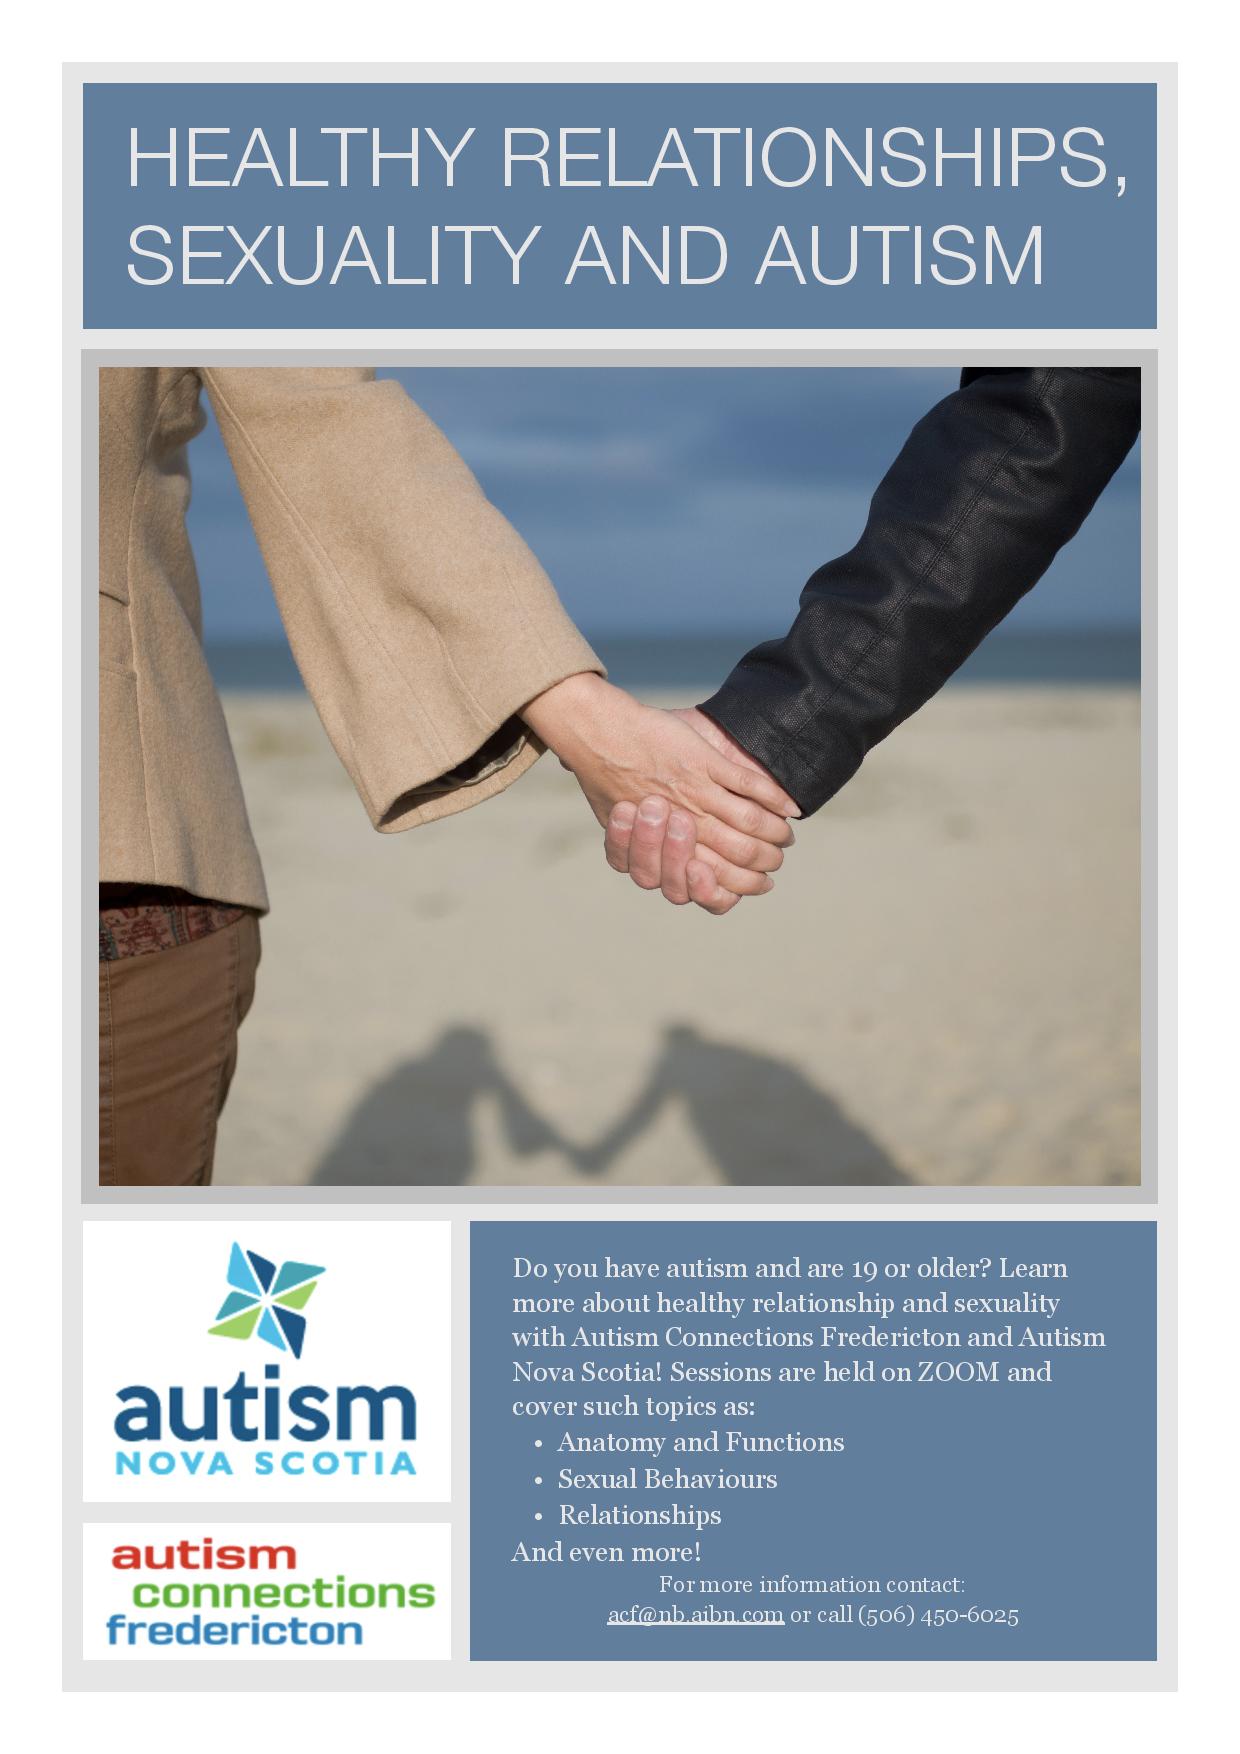 HEALTHY RELATIONSHIPS,
SEXUALITY AND AUTISM
autism
NOVA SCOTIA
autism
connections
fredericton
Do you have autism and are 19 or older? Learn
more about healthy relationship and sexuality
with Autism Connections Fredericton and Autism
Nova Scotia! Sessions are held on ZOOM and
cover such topics as:
• Anatomy and Functions
• Sexual Behaviours
• Relationships
And even more!
For more information contact:
acf@nb.aibn.com or call (506) 450-6025